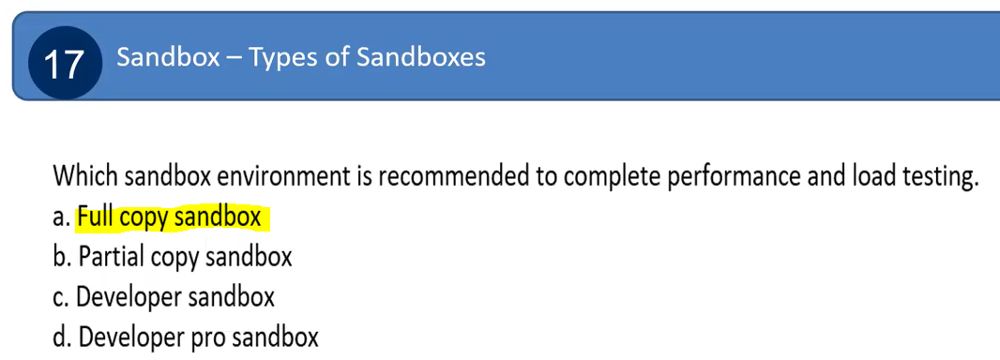 17 Sandbox – Types of Sandboxes
Which sandbox environment is recommended to complete performance and load testing.
a. Full copy sandbox
b. Partial copy sandbox
c. Developer sandbox
d. Developer pro sandbox